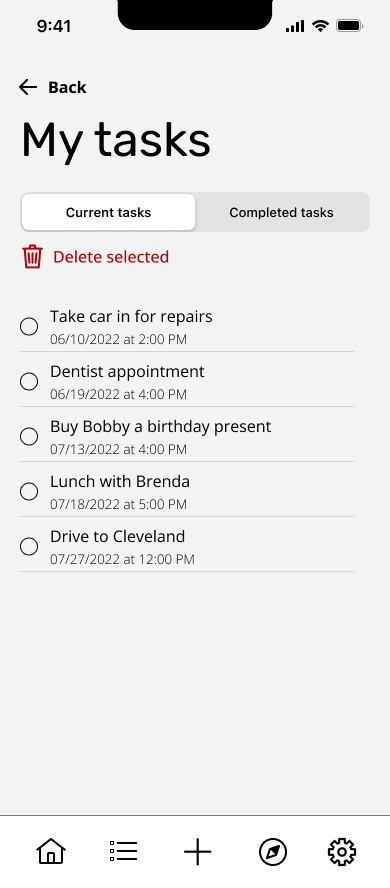 9:41
Back
My tasks
Current tasks
Completed tasks
Delete selected
Take car in for repairs
06/10/2022 at 2:00 PM
Dentist appointment
06/19/2022 at 4:00 PM
Buy Bobby a birthday present
07/13/2022 at 4:00 PM
Lunch with Brenda
07/18/2022 at 5:00 PM
Drive to Cleveland
07/27/2022 at 12:00 PM